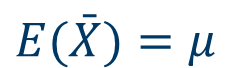 E(X̄) = μ